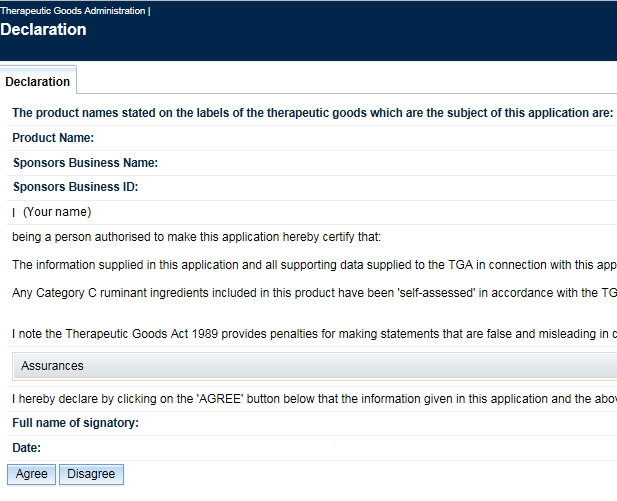 Therapeutic Goods Administration |
Declaration
Declaration
The product names stated on the labels of the therapeutic goods which are the subject of this application are:
Product Name:
Sponsors Business Name:
Sponsors Business ID:
I (Your name)
being a person authorised to make this application hereby certify that:
The information supplied in this application and all supporting data supplied to the TGA in connection with this app
Any Category C ruminant ingredients included in this product have been 'self-assessed' in accordance with the TG
I note the Therapeutic Goods Act 1989 provides penalties for making statements that are false and misleading in c
Assurances
I hereby declare by clicking on the 'AGREE' button below that the information given in this application and the abov
Full name of signatory:
Date:
Agree Disagree